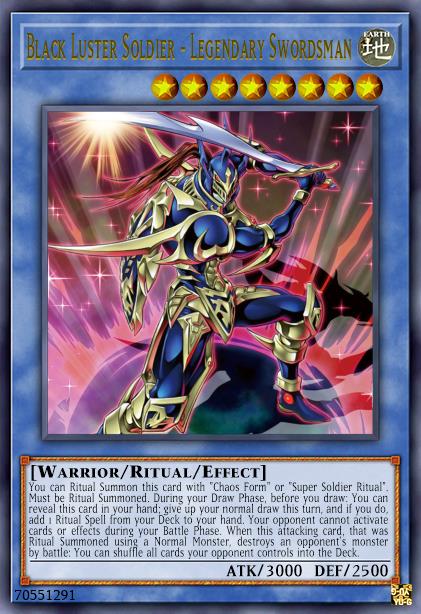 Black Luster Soldier - Legendary Swordsman
EARTH
地
[Warrior/Ritual/Effect]
You can Ritual Summon this card with "Chaos Form" or "Super Soldier Ritual".
Must be Ritual Summoned. During your Draw Phase, before you draw: You can
reveal this card in your hand; give up your normal draw this turn, and if you do,
add 1 Ritual Spell from your Deck to your hand. Your opponent cannot activate
cards or effects during your Battle Phase. When this attacking card, that was
Ritual Summoned using a Normal Monster, destroys an opponent's monster
by battle: You can shuffle all cards your opponent controls into the Deck.
ATK/3000 DEF/2500
70551291